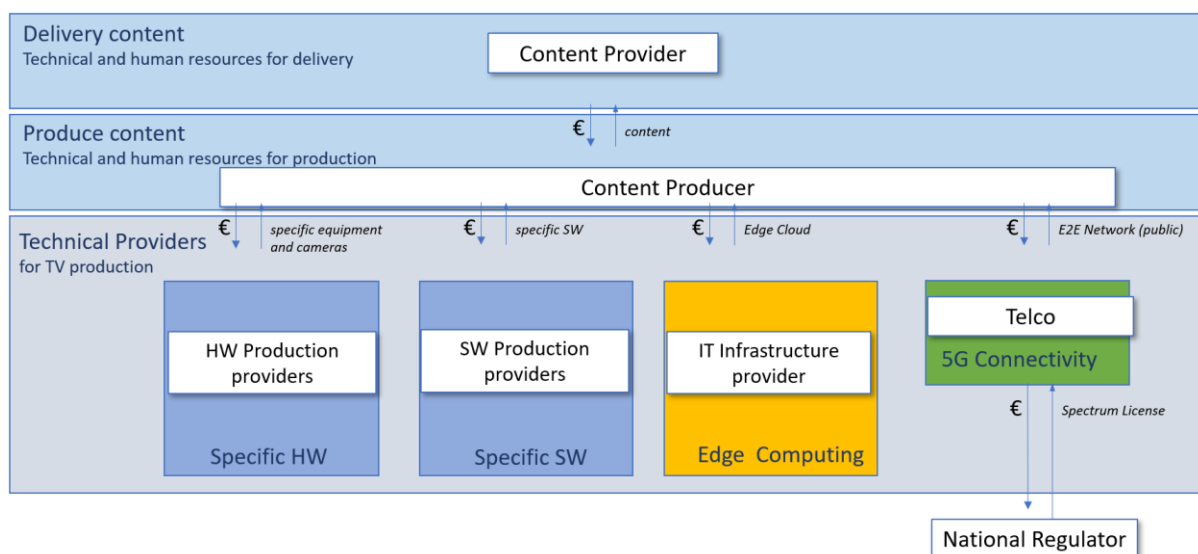 Delivery content
Technical and human resources for delivery
Content Provider
€
content
Produce content
Technical and human resources for production
Content Producer
€
specific equipment
and cameras
€
specific SW
€
Edge Cloud
€
E2E Network (public)
Technical Providers
for TV production
HW Production
providers
Specific HW
SW Production
providers
Specific SW
IT Infrastructure
provider
Edge Computing
Telco
5G Connectivity
€
Spectrum License
National Regulator